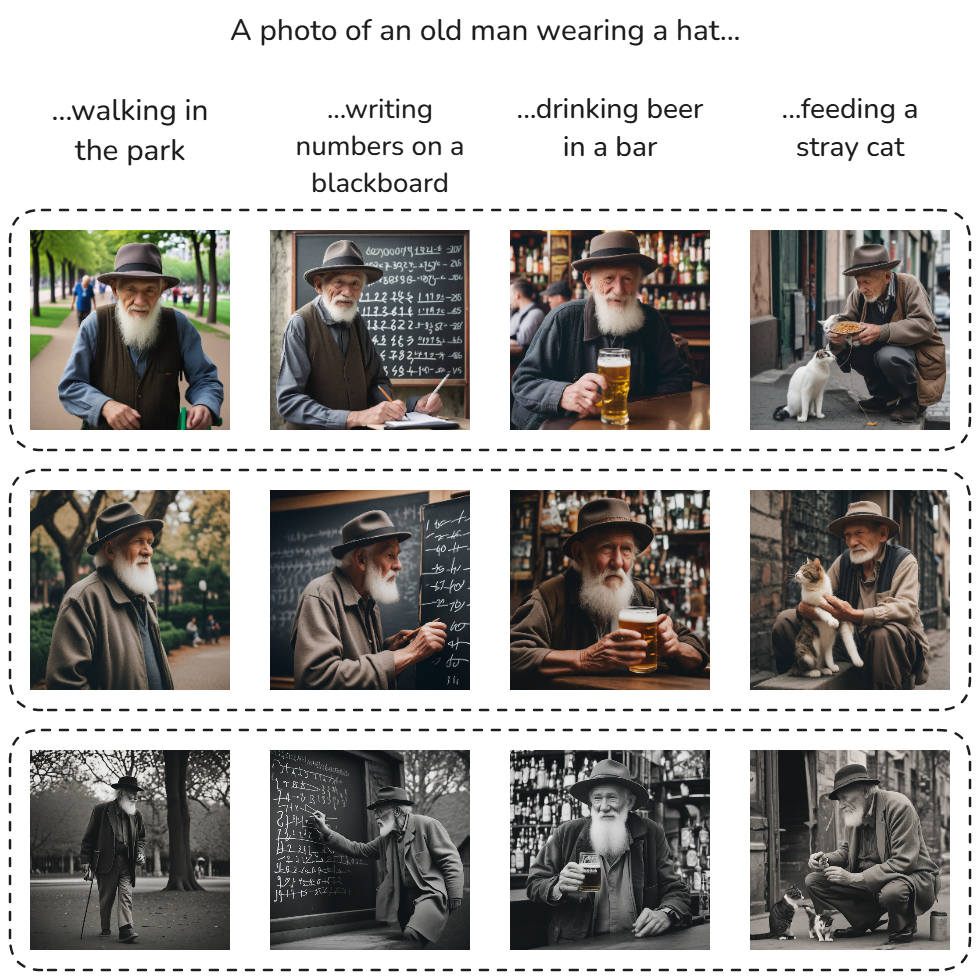 A photo of an old man wearing a hat...
...walking in
the park
...writing
numbers on a
blackboard
...drinking beer
in a bar
...feeding a
stray cat